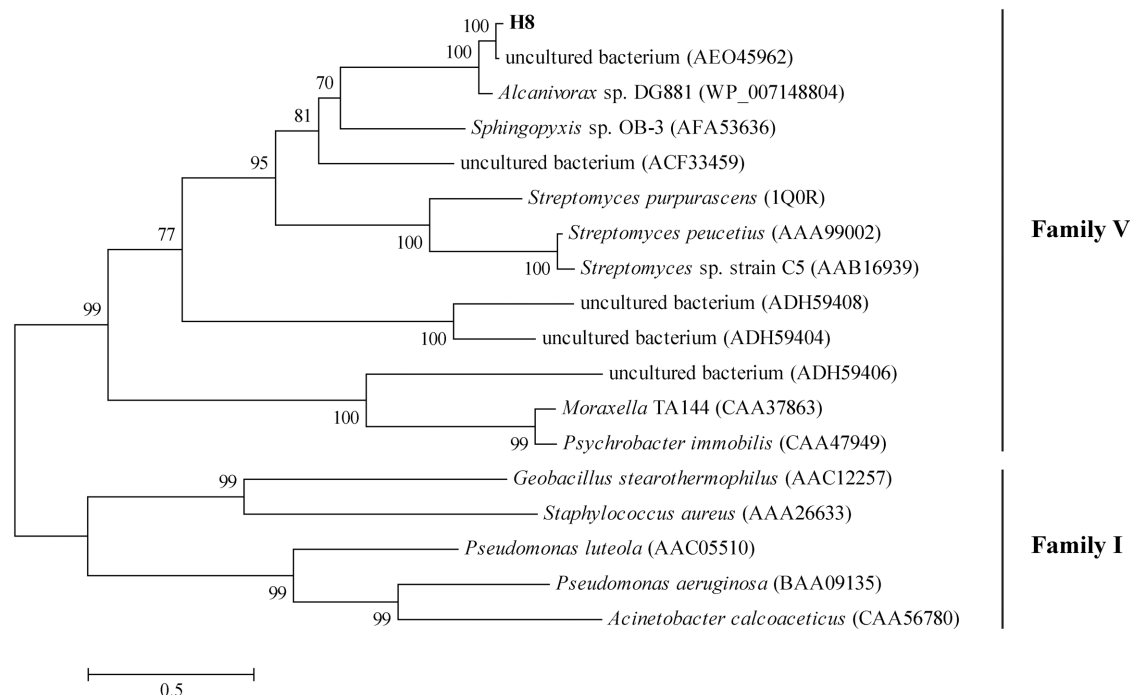 100 H8
100 uncultured bacterium (AEO45962)
70 Alcanivorax sp. DG881 (WP_007148804)
81 Sphingopyxis sp. OB-3 (AFA53636)
95 uncultured bacterium (ACF33459)
Streptomyces purpurascens (1Q0R)
77 100 Streptomyces peucetius (AAA99002) Family V
100 Streptomyces sp. strain C5 (AAB16939)
99 uncultured bacterium (ADH59408)
100 uncultured bacterium (ADH59404)
uncultured bacterium (ADH59406)
100 Moraxella TA144 (CAA37863)
99 Psychrobacter immobilis (CAA47949)
99 Geobacillus stearothermophilus (AAC12257)
Staphylococcus aureus (AAA26633)
Pseudomonas luteola (AAC05510) Family I
99 Pseudomonas aeruginosa (BAA09135)
99 Acinetobacter calcoaceticus (CAA56780)
0.5